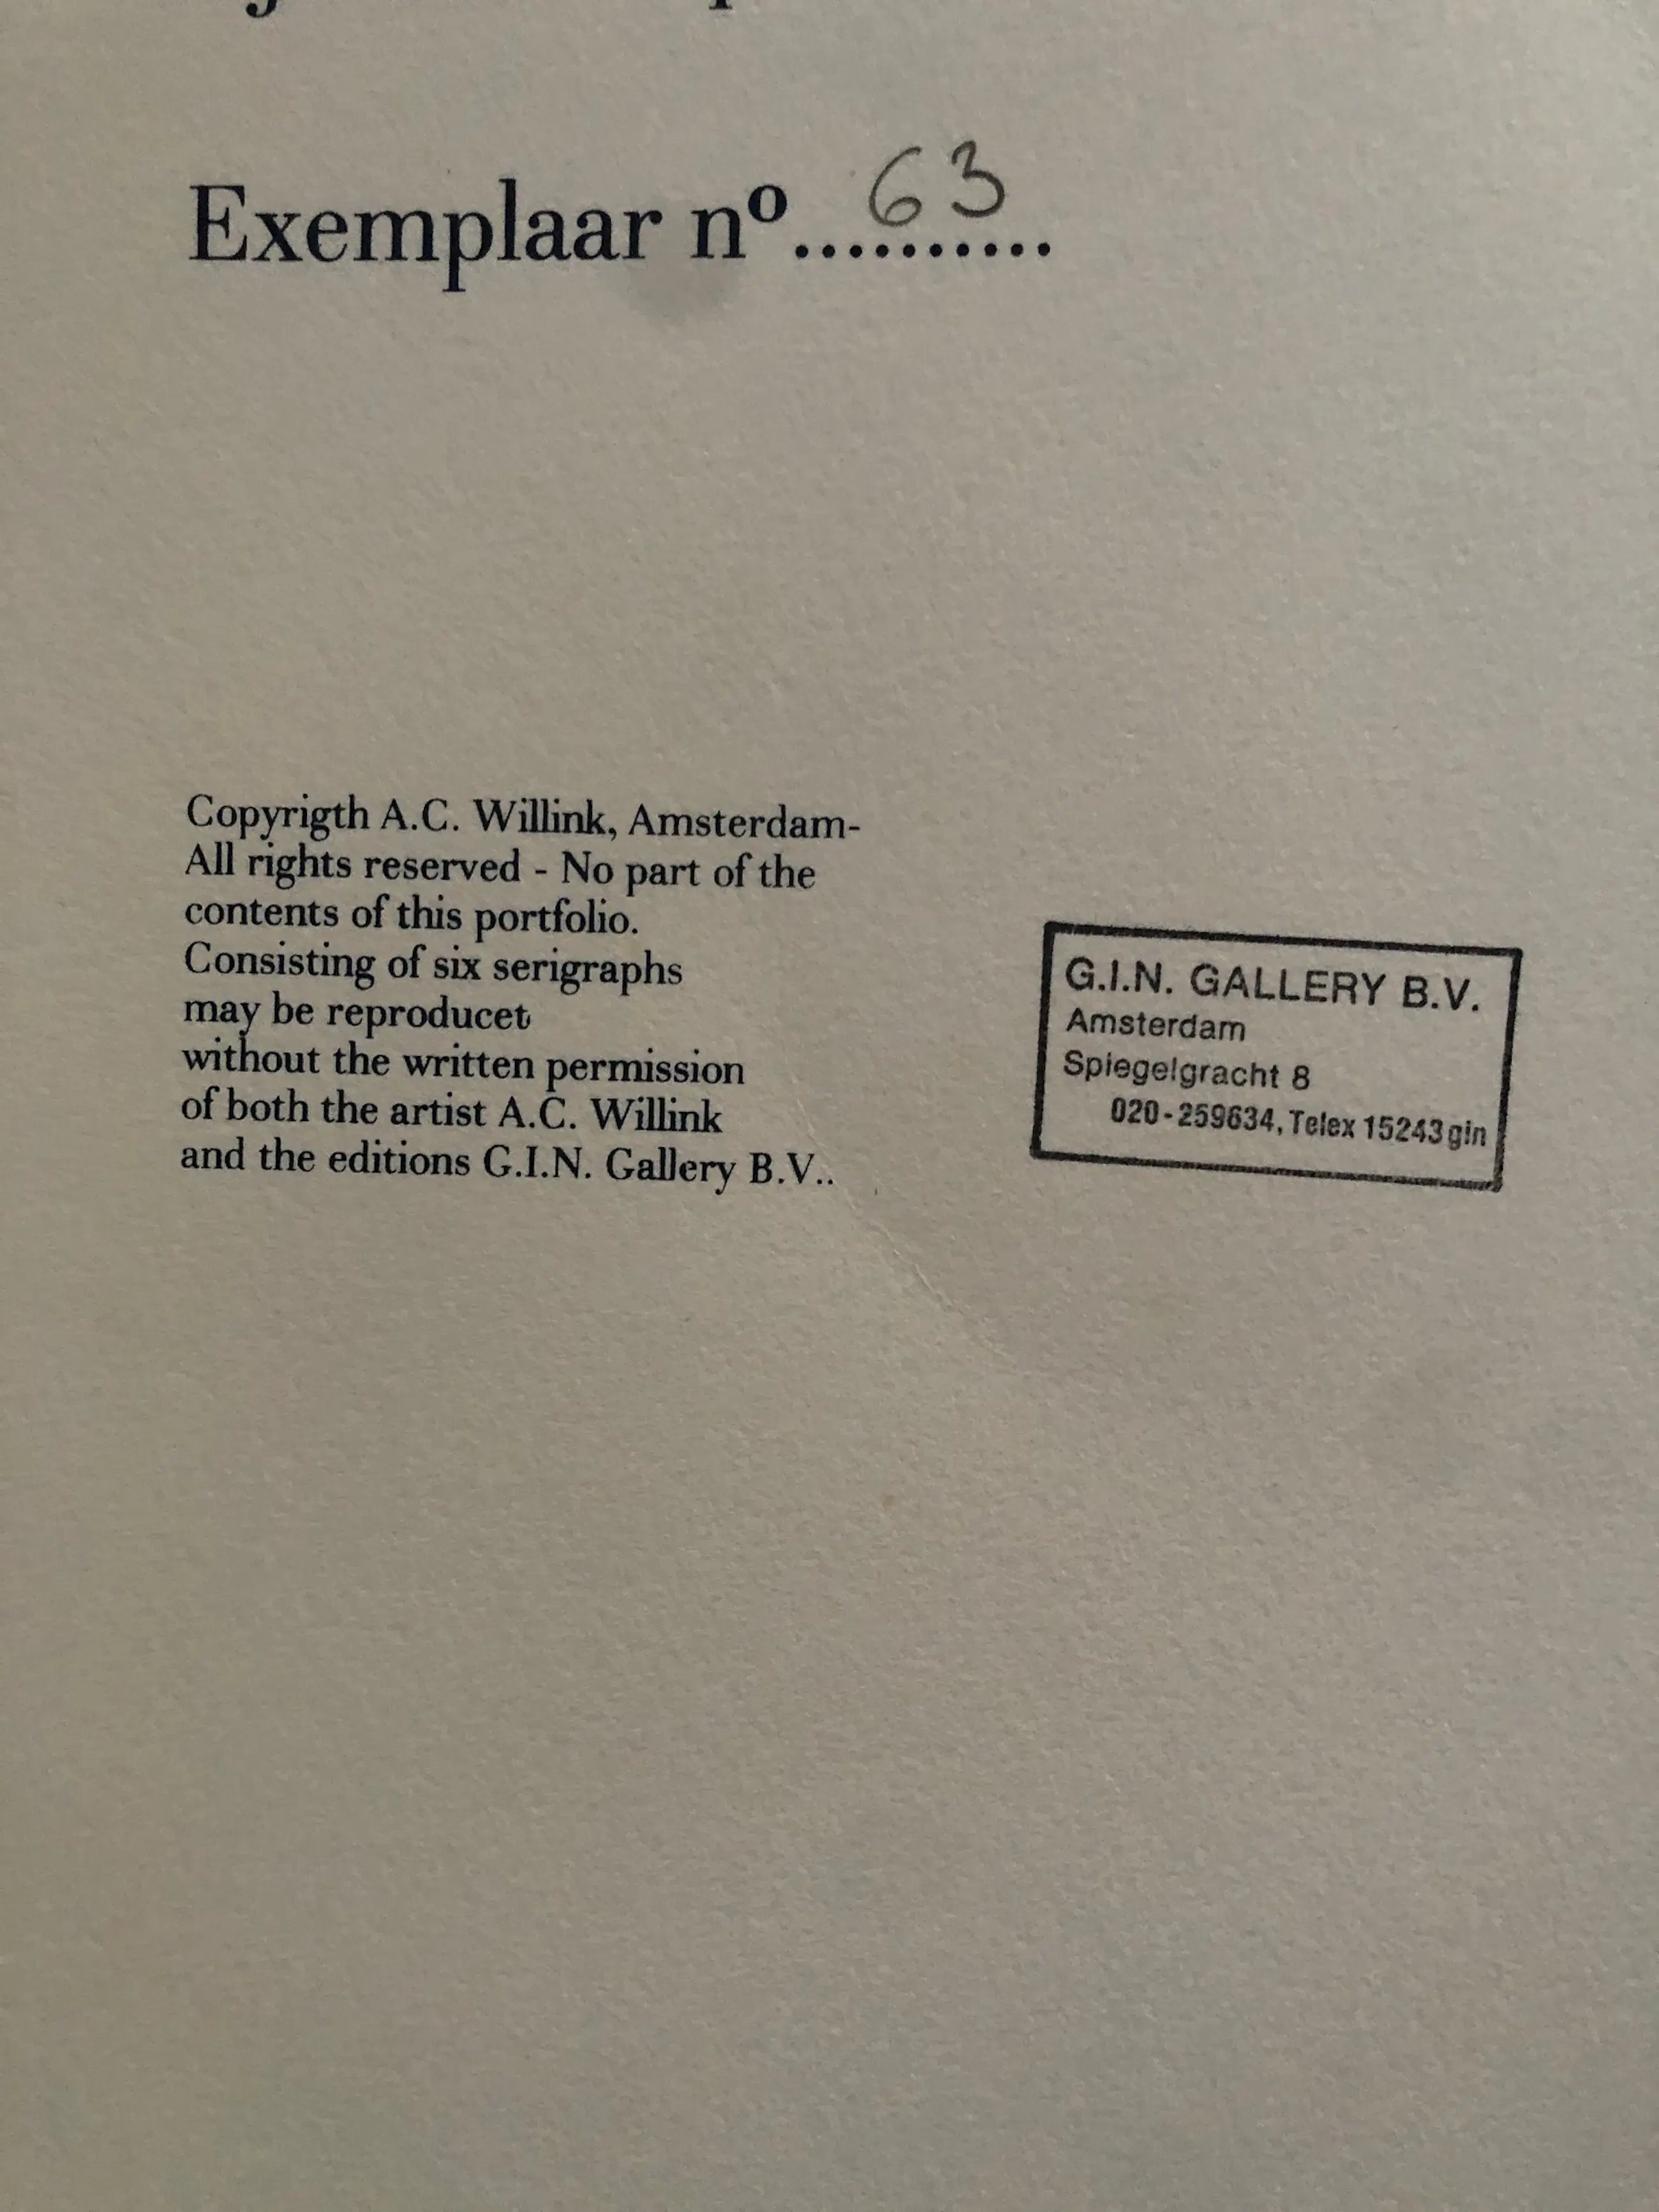 Exemplaar nº.......... 63
Copyrigth A.C. Willink, Amsterdam-
All rights reserved - No part of the
contents of this portfolio.
Consisting of six serigraphs
may be reproducet
without the written permission
of both the artist A.C. Willink
and the editions G.I.N. Gallery B.V..
G.I.N. GALLERY B.V.
Amsterdam
Spiegelgracht 8
020-259634, Telex 15243 gin